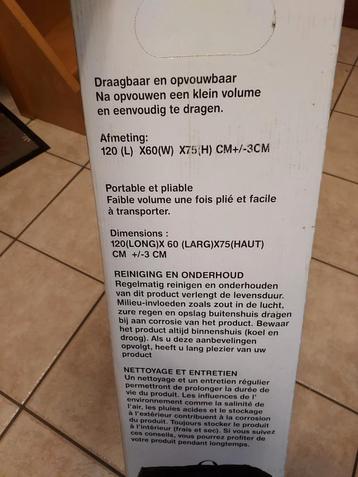 Draagbaar en opvouwbaar
Na opvouwen een klein volume
en eenvoudig te dragen.
Afmeting:
120 (L) X60(W) X75(H) CM+/-3CM
Portable et pliable
Faible volume une fois plié et facile
à transporter.
Dimensions :
120(LONG)X 60 (LARG)X75(HAUT)
CM +/-3 CM
REINIGING EN ONDERHOUD
Regelmatig reinigen en onderhouden
van dit product verlengt de levensduur.
Milieu-invloeden zoals zout in de lucht,
zure regen en opslag buitenshuis dragen
bij aan corrosie van het product. Bewaar
het product altijd binnenshuis (koel en
droog). Als u deze aanbevelingen
opvolgt, heeft u lang plezier van uw
product
NETTOYAGE ET ENTRETIEN
Un nettoyage et un entretien régulier
permettront de prolonger la durée de
vie du produit. Les influences de l'
environnement comme la salinité de
l'air, les pluies acides et le stockage
à l'extérieur contribuent à la corrosion
du produit. Toujours stocker le produit
à l'intérieur (frais et sec). Si vous suivez
ces conseils, vous pourrez profiter de
votre produit pendant longtemps.